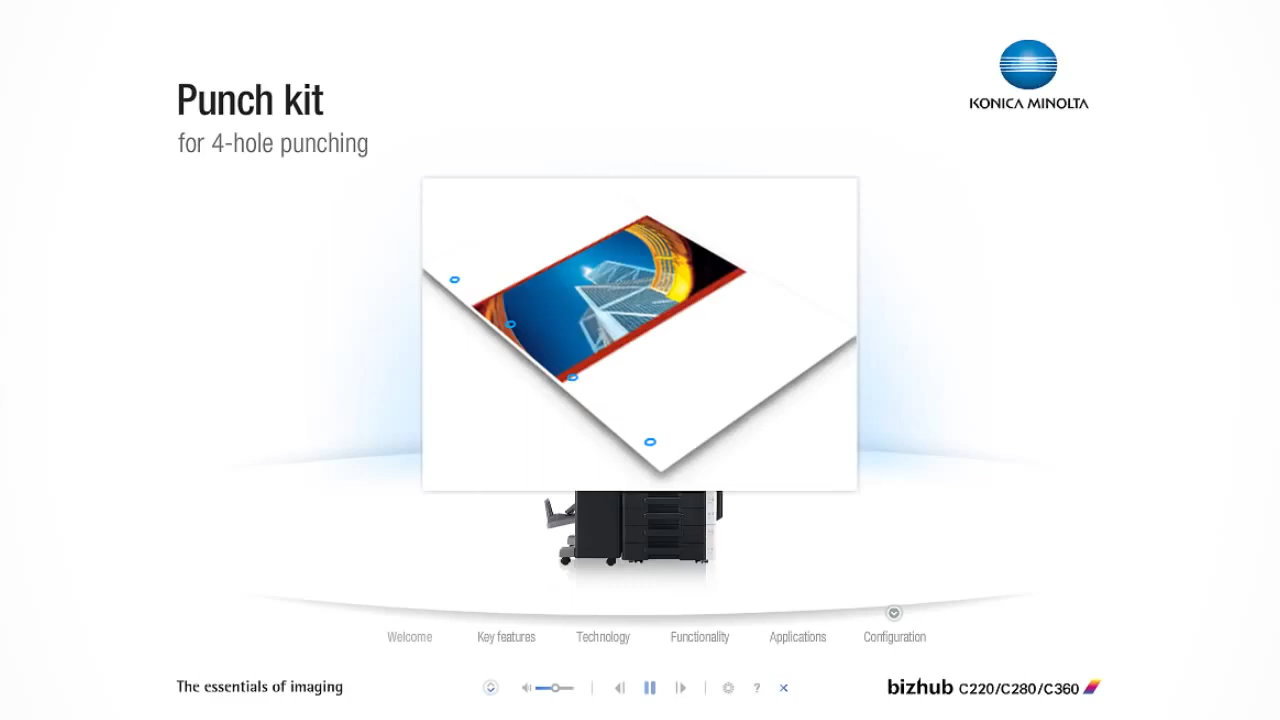 Punch kit
for 4-hole punching
KONICA MINOLTA
Welcome
Key features
Technology
Functionality
Applications
Configuration
The essentials of imaging
?
bizhub C220/C280/C360